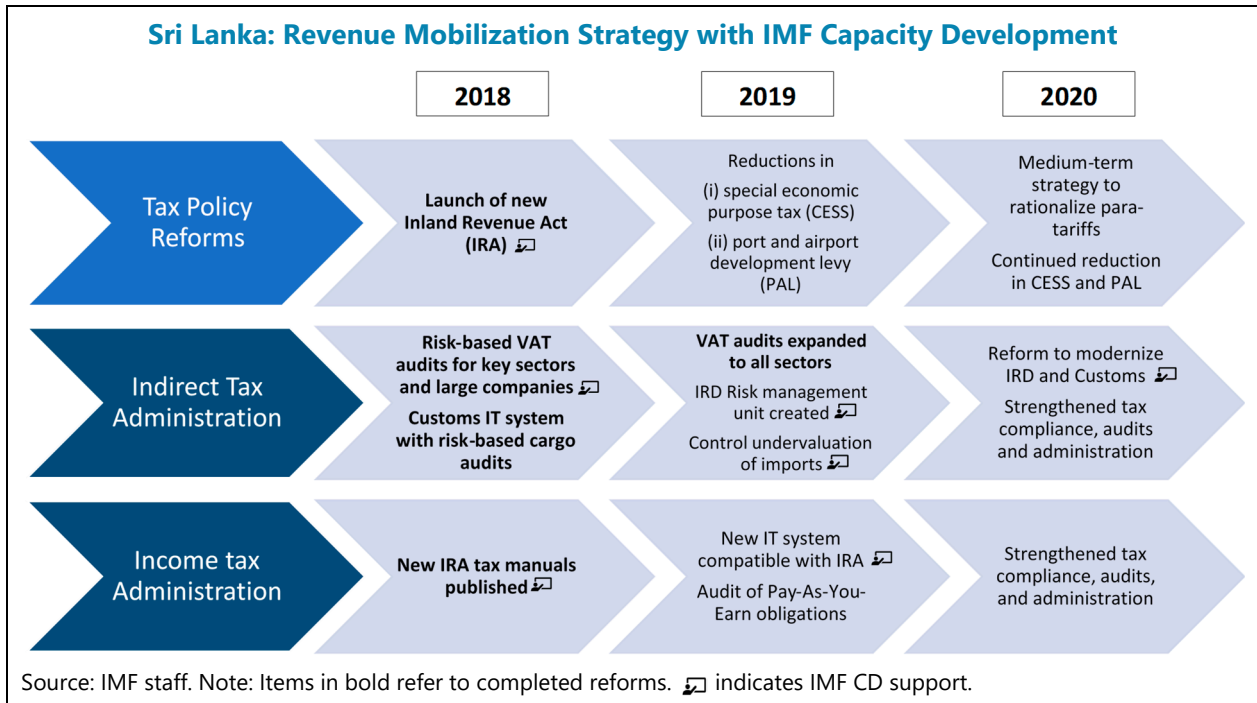 Sri Lanka: Revenue Mobilization Strategy with IMF Capacity Development
2018
2019
2020
Tax Policy
Reforms
Launch of new
Inland Revenue Act
(IRA)
Reductions in
(i) special economic
purpose tax (CESS)
(ii) port and airport
development levy
(PAL)
Medium-term
strategy to
rationalize para-
tariffs
Continued reduction
in CESS and PAL
Indirect Tax
Administration
Risk-based VAT
audits for key sectors
and large companies
Customs IT system
with risk-based cargo
audits
VAT audits expanded
to all sectors
IRD Risk management
unit created
Control undervaluation
of imports
Reform to modernize
IRD and Customs
Strengthened tax
compliance, audits
and administration
Income tax
Administration
New IRA tax manuals
published
New IT system
compatible with IRA
Audit of Pay-As-You-
Earn obligations
Strengthened tax
compliance, audits,
and administration
Source: IMF staff. Note: Items in bold refer to completed reforms. indicates IMF CD support.